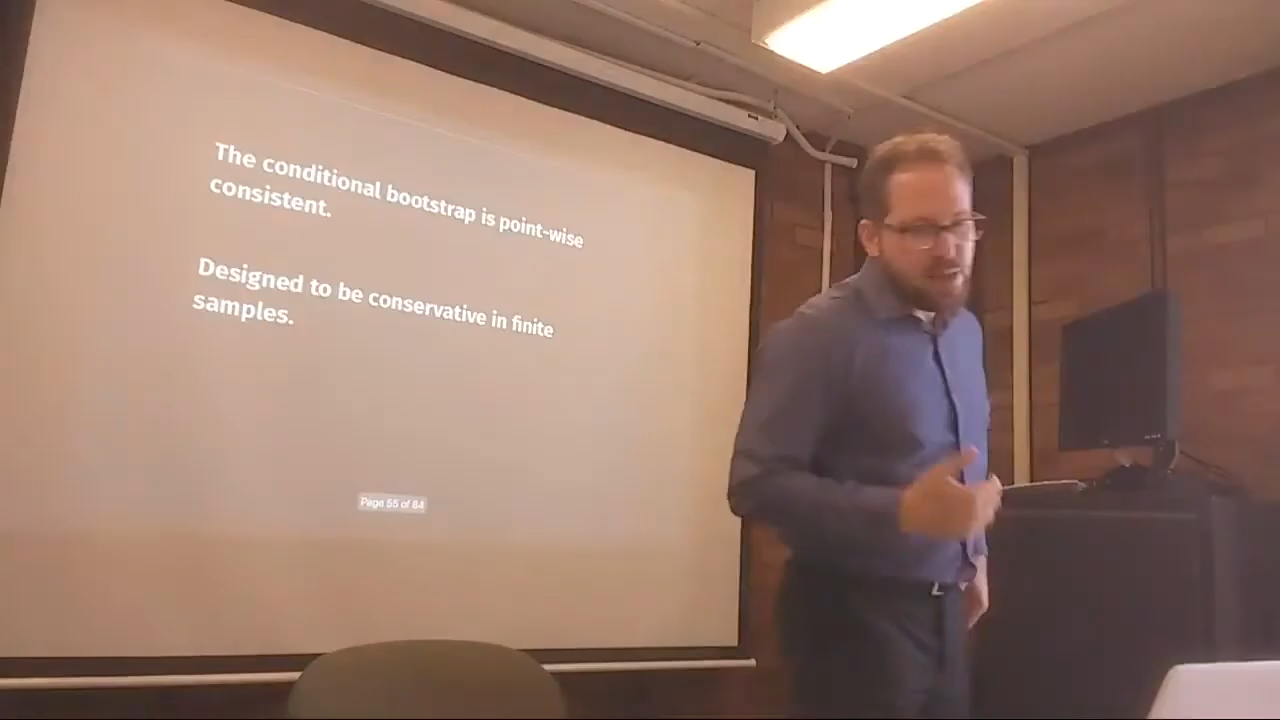 The conditional bootstrap is point-wise
consistent.
Designed to be conservative in finite
samples.
Page 55 of 84